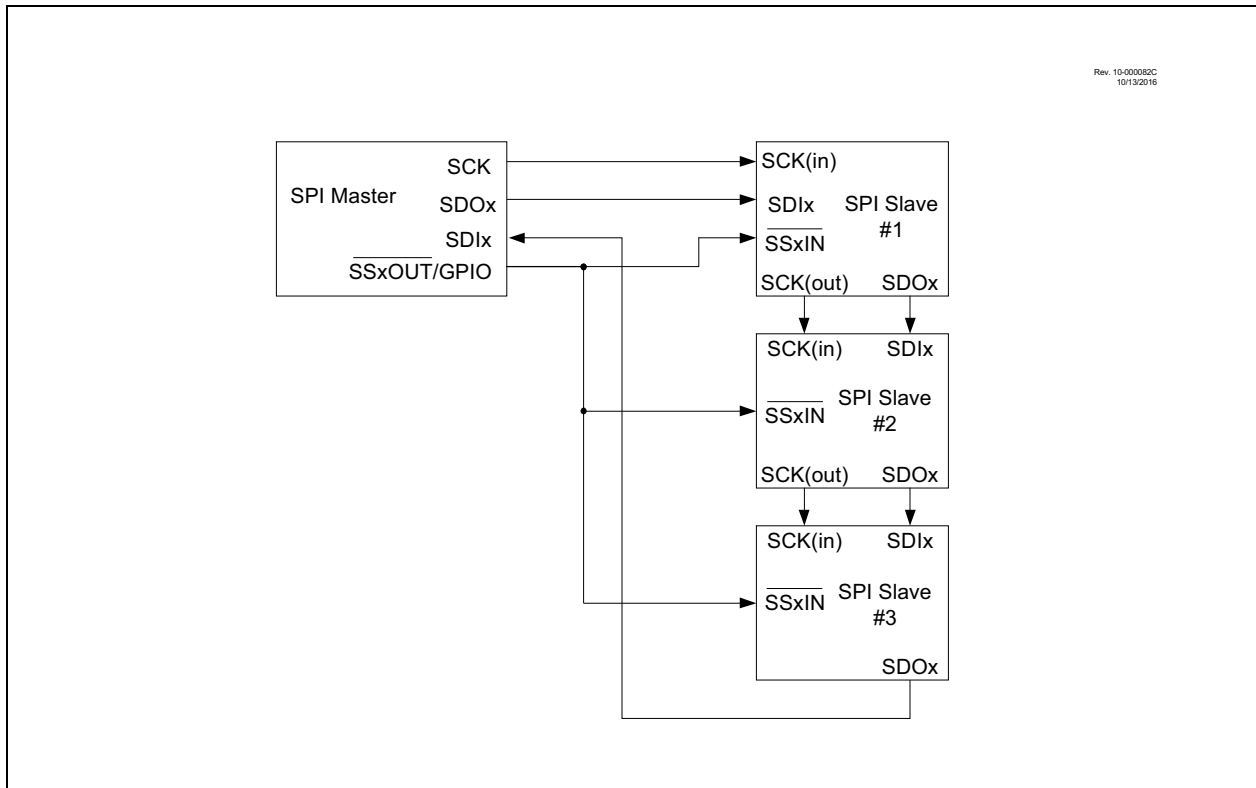 Rev. 10-000082C
10/13/2016
SPI Master
SCK
SDOx
SDIx
SSxOUT/GPIO
SCK(in)
SDIx
SPI Slave
#1
SSxIN
SCK(out) SDOx
SCK(in) SDIx
SPI Slave
#2
SSxIN
SCK(out) SDOx
SCK(in) SDIx
SPI Slave
#3
SSxIN
SDOx